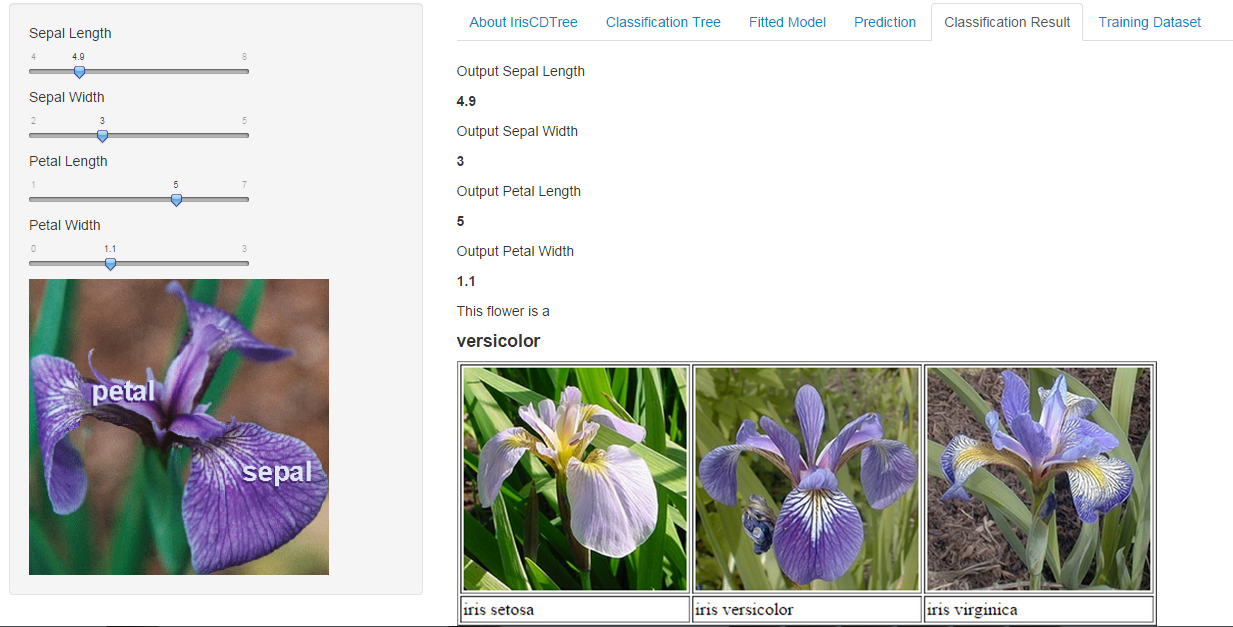 Sepal Length
4 4.9 8
Sepal Width
2 3 5
Petal Length
1 5 7
Petal Width
0 1.1 3
petal
sepal
About IrisCDTree Classification Tree Fitted Model Prediction Classification Result Training Dataset
Output Sepal Length
4.9
Output Sepal Width
3
Output Petal Length
5
Output Petal Width
1.1
This flower is a
versicolor
iris setosa iris versicolor iris virginica